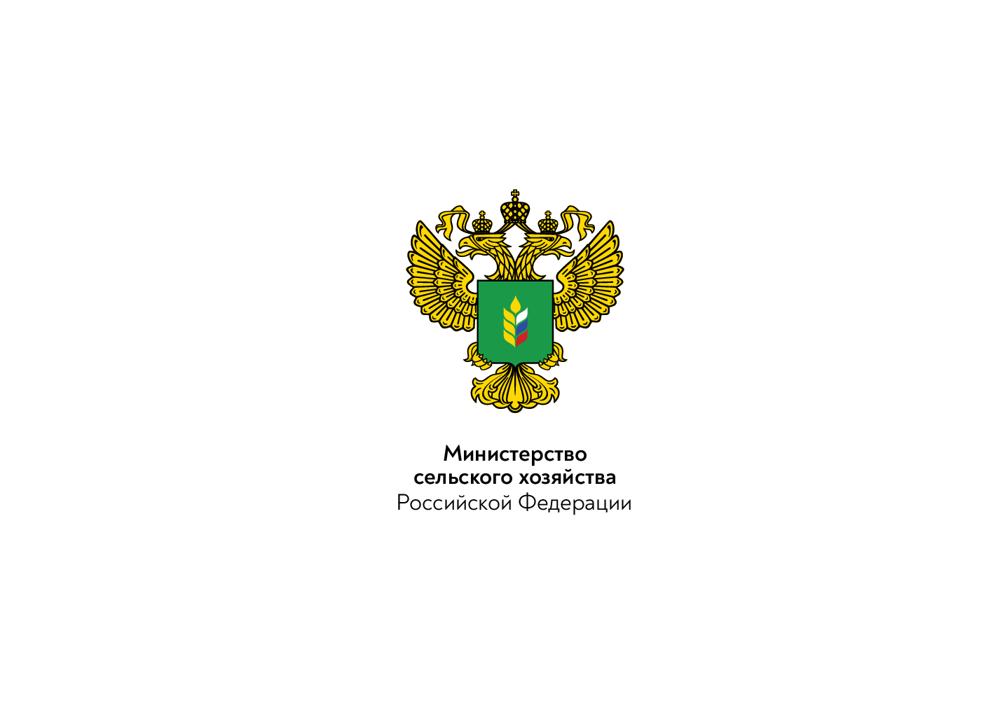 Министерство
сельского хозяйства
Российской Федерации